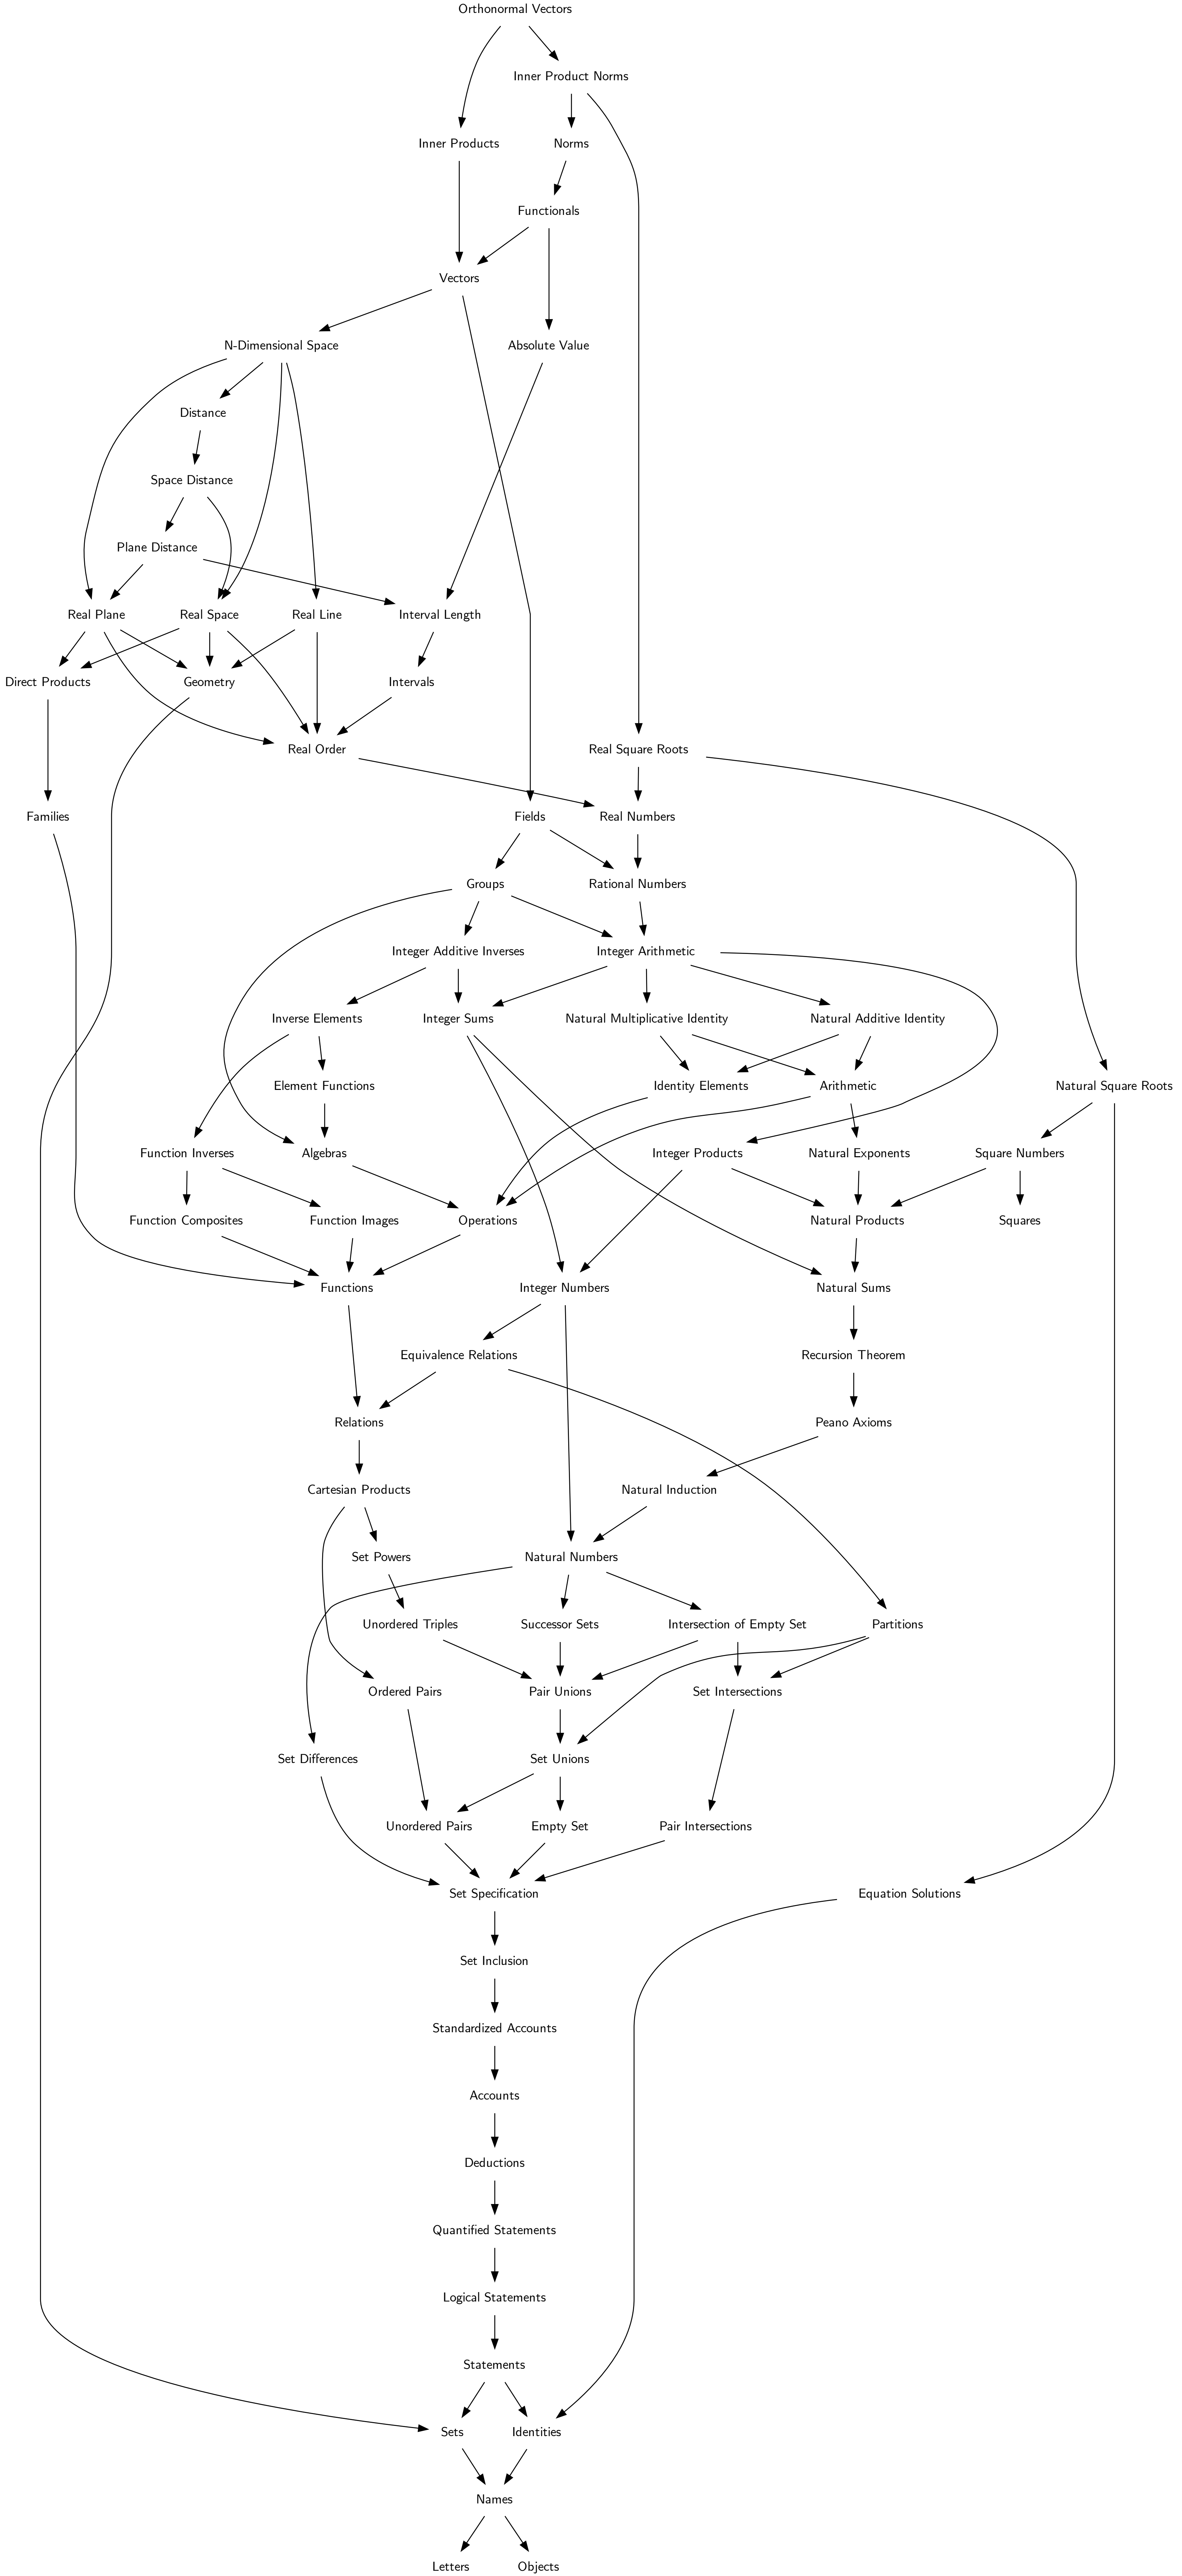 Orthonormal Vectors
Inner Product Norms
Inner Products
Norms
Functionals
Vectors
N-Dimensional Space
Absolute Value
Distance
Space Distance
Plane Distance
Real Plane
Real Space
Real Line
Interval Length
Direct Products
Geometry
Intervals
Real Order
Real Square Roots
Families
Fields
Real Numbers
Groups
Rational Numbers
Integer Additive Inverses
Integer Arithmetic
Inverse Elements
Integer Sums
Natural Multiplicative Identity
Natural Additive Identity
Element Functions
Identity Elements
Arithmetic
Natural Square Roots
Function Inverses
Algebras
Integer Products
Natural Exponents
Square Numbers
Function Composites
Function Images
Operations
Natural Products
Squares
Functions
Integer Numbers
Natural Sums
Equivalence Relations
Recursion Theorem
Relations
Peano Axioms
Cartesian Products
Natural Induction
Set Powers
Natural Numbers
Unordered Triples
Successor Sets
Intersection of Empty Set
Partitions
Ordered Pairs
Pair Unions
Set Intersections
Set Differences
Set Unions
Unordered Pairs
Empty Set
Pair Intersections
Set Specification
Equation Solutions
Set Inclusion
Standardized Accounts
Accounts
Deductions
Quantified Statements
Logical Statements
Statements
Sets
Identities
Names
Letters
Objects